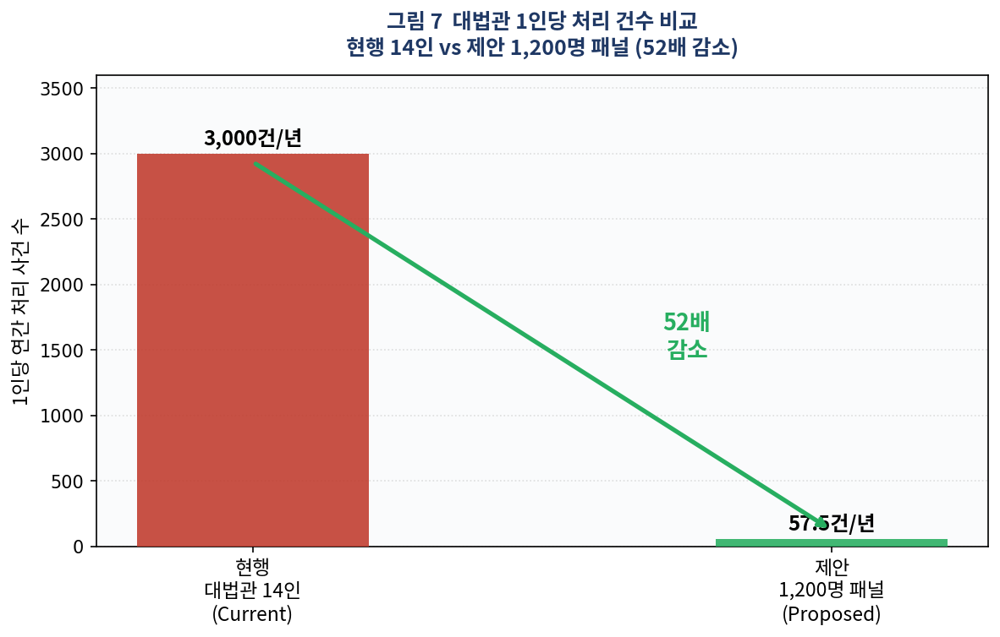 그림 7 대법관 1인당 처리 건수 비교
현행 14인 vs 제안 1,200명 패널 (52배 감소)
1인당 연간 처리 사건 수
3500
3000
2500
2000
1500
1000
500
0
3,000건/년
52배
감소
57.5건/년
현행
대법관 14인
(Current)
제안
1,200명 패널
(Proposed)